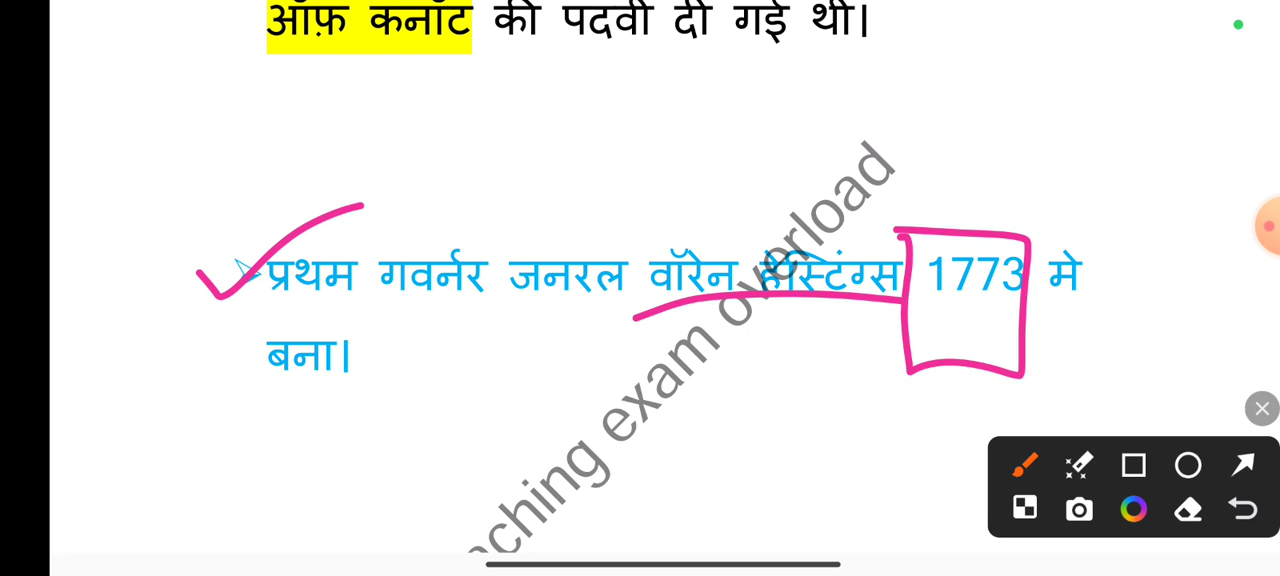 ऑफ़ कनॉट की पदवी दी गई थी।
प्रथम गवर्नर जनरल वॉरेन हेस्टिंग्स 1773 मे
बना।
ching exam overload